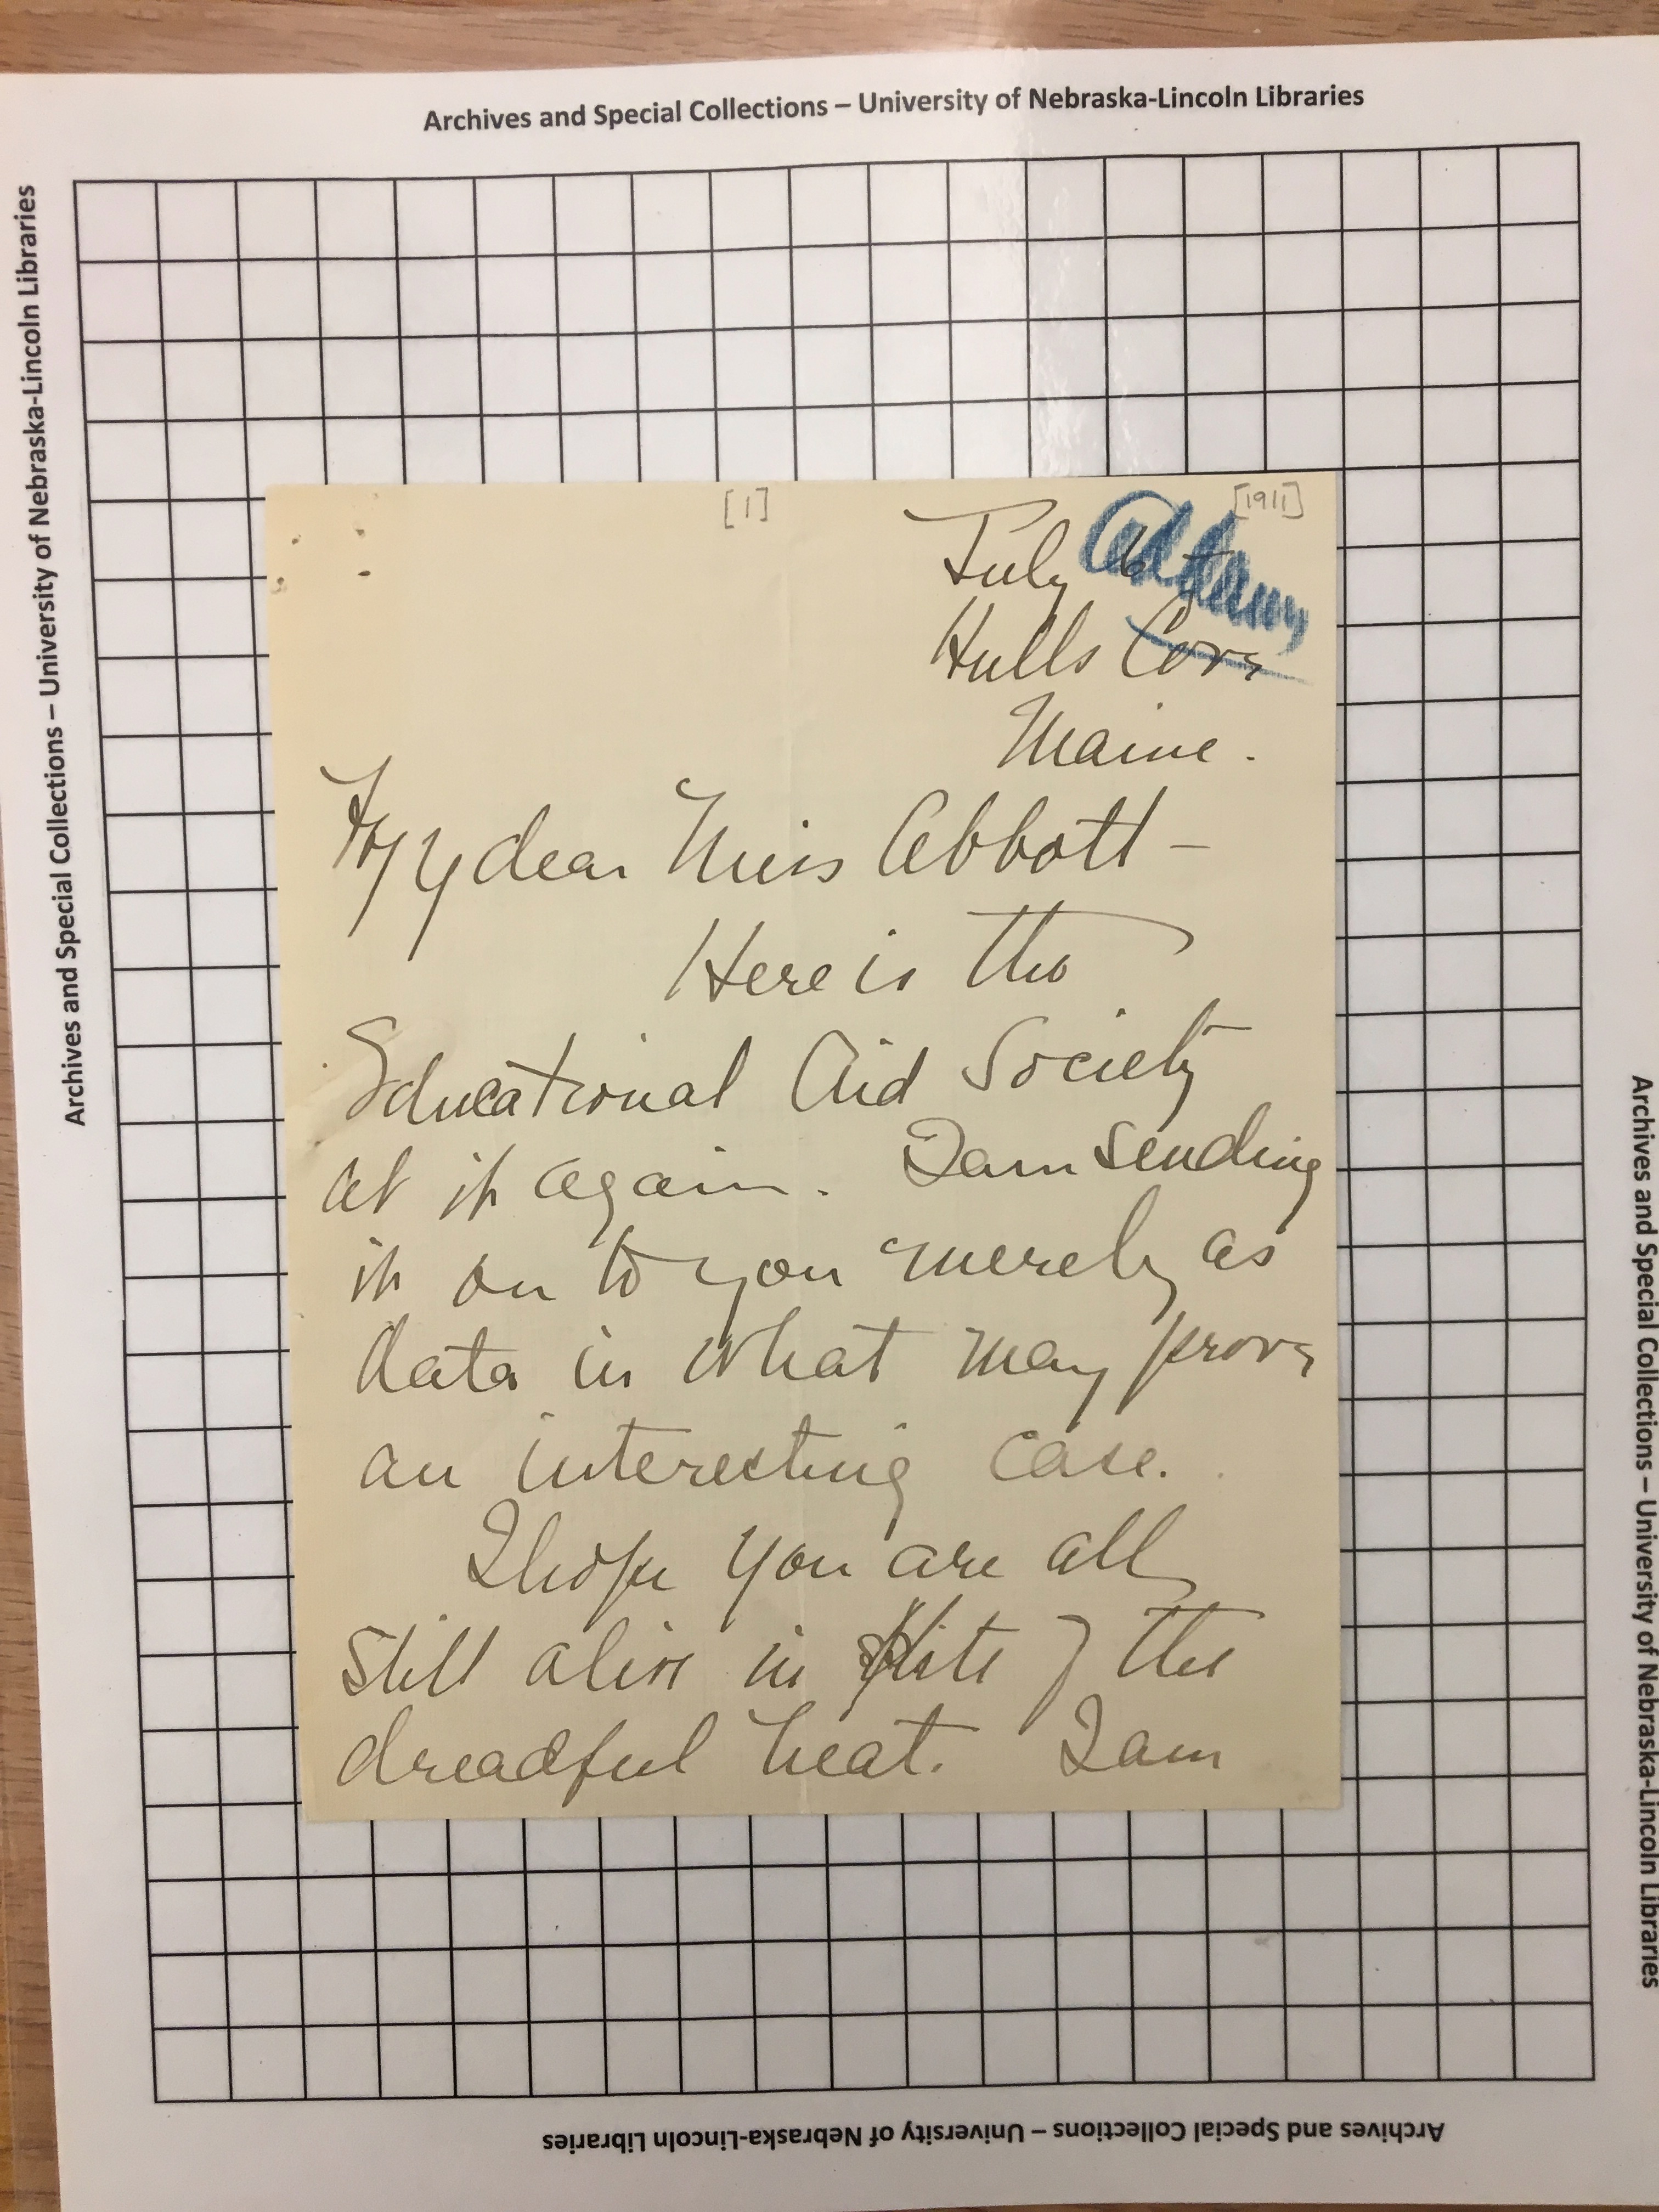 Archives and Special Collections – University of Nebraska-Lincoln Libraries
Archives and Special Collections – University of Nebraska-Lincoln Libraries
[1]
[1911]
July 6
Addams
Hulls Cove
Maine.
My dear Miss Abbott –
Here is the
Educational Aid Society
at it again. I am sending
it on to you merely as
data in what may prove
an interesting case.
I hope you are all
still alive in spite of the
dreadful heat. I am
Archives and Special Collections – University of Nebraska-Lincoln Libraries
Archives and Special Collections – University of Nebraska-Lincoln Libraries